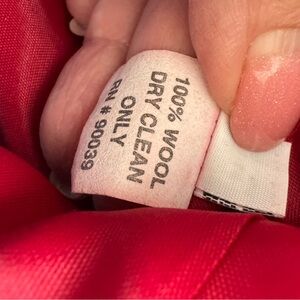 100% WOOL
DRY CLEAN
ONLY
RN # 90039